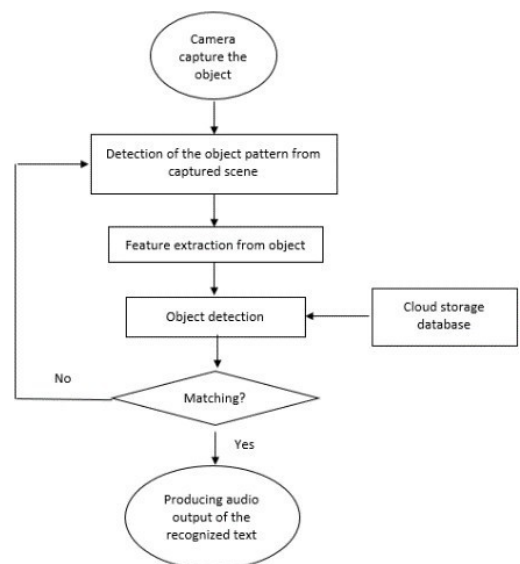 Camera
capture the
object
Detection of the object pattern from
captured scene
Feature extraction from object
Object detection
Cloud storage
database
Matching?
No
Yes
Producing audio
output of the
recognized text